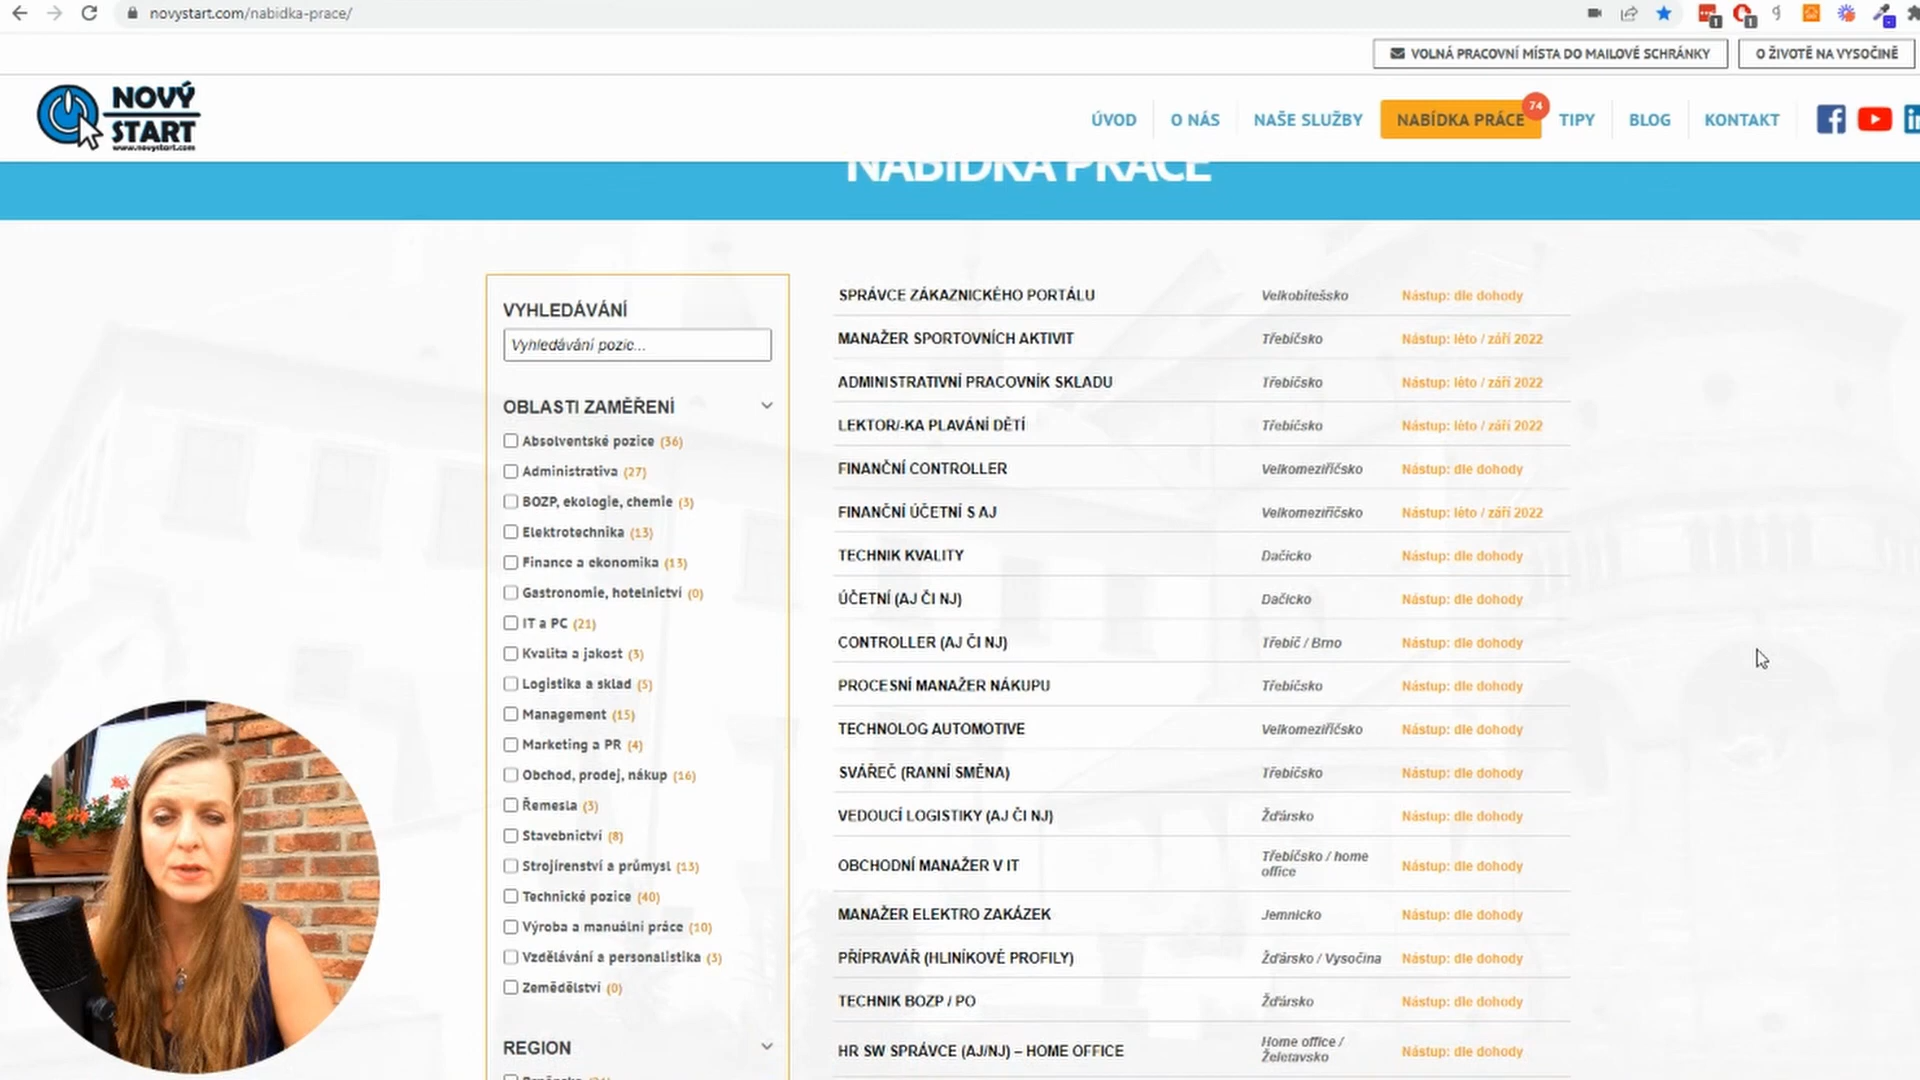 novystart.com/nabidka-prace/
VOLNÁ PRACOVNÍ MÍSTA DO MAILOVÉ SCHRÁNKY
O ŽIVOTĚ NA VYSOČINĚ
NOVÝ
START
www.novystart.com
ÚVOD
O NÁS
NAŠE SLUŽBY
NABÍDKA PRÁCE
74
TIPY
BLOG
KONTAKT
NABÍDKA PRÁCE
VYHLEDÁVÁNÍ
Vyhledávání pozic...
OBLASTI ZAMĚŘENÍ
Absolventské pozice (36)
Administrativa (27)
BOZP, ekologie, chemie (3)
Elektrotechnika (13)
Finance a ekonomika (13)
Gastronomie, hotelnictví (0)
IT a PC (21)
Kvalita a jakost (3)
Logistika a sklad (5)
Management (15)
Marketing a PR (4)
Obchod, prodej, nákup (16)
Řemesla (3)
Stavebnictví (8)
Strojírenství a průmysl (13)
Technické pozice (40)
Výroba a manuální práce (10)
Vzdělávání a personalistika (3)
Zemědělství (0)
REGION
SPRÁVCE ZÁKAZNICKÉHO PORTÁLU Velkobítešsko Nástup: dle dohody
MANAŽER SPORTOVNÍCH AKTIVIT Třebíčsko Nástup: léto / září 2022
ADMINISTRATIVNÍ PRACOVNÍK SKLADU Třebíčsko Nástup: léto / září 2022
LEKTOR/-KA PLAVÁNÍ DĚTÍ Třebíčsko Nástup: léto / září 2022
FINANČNÍ CONTROLLER Velkomeziříčsko Nástup: dle dohody
FINANČNÍ ÚČETNÍ S AJ Velkomeziříčsko Nástup: léto / září 2022
TECHNIK KVALITY Dačicko Nástup: dle dohody
ÚČETNÍ (AJ ČI NJ) Dačicko Nástup: dle dohody
CONTROLLER (AJ ČI NJ) Třebíč / Brno Nástup: dle dohody
PROCESNÍ MANAŽER NÁKUPU Třebíčsko Nástup: dle dohody
TECHNOLOG AUTOMOTIVE Velkomeziříčsko Nástup: dle dohody
SVÁŘEČ (RANNÍ SMĚNA) Třebíčsko Nástup: dle dohody
VEDOUCÍ LOGISTIKY (AJ ČI NJ) Žďársko Nástup: dle dohody
OBCHODNÍ MANAŽER V IT Třebíčsko / home office Nástup: dle dohody
MANAŽER ELEKTRO ZAKÁZEK Jemnicko Nástup: dle dohody
PŘÍPRAVÁŘ (HLINÍKOVÉ PROFILY) Žďársko / Vysočina Nástup: dle dohody
TECHNIK BOZP / PO Žďársko Nástup: dle dohody
HR SW SPRÁVCE (AJ/NJ) – HOME OFFICE Home office / Želetavsko Nástup: dle dohody